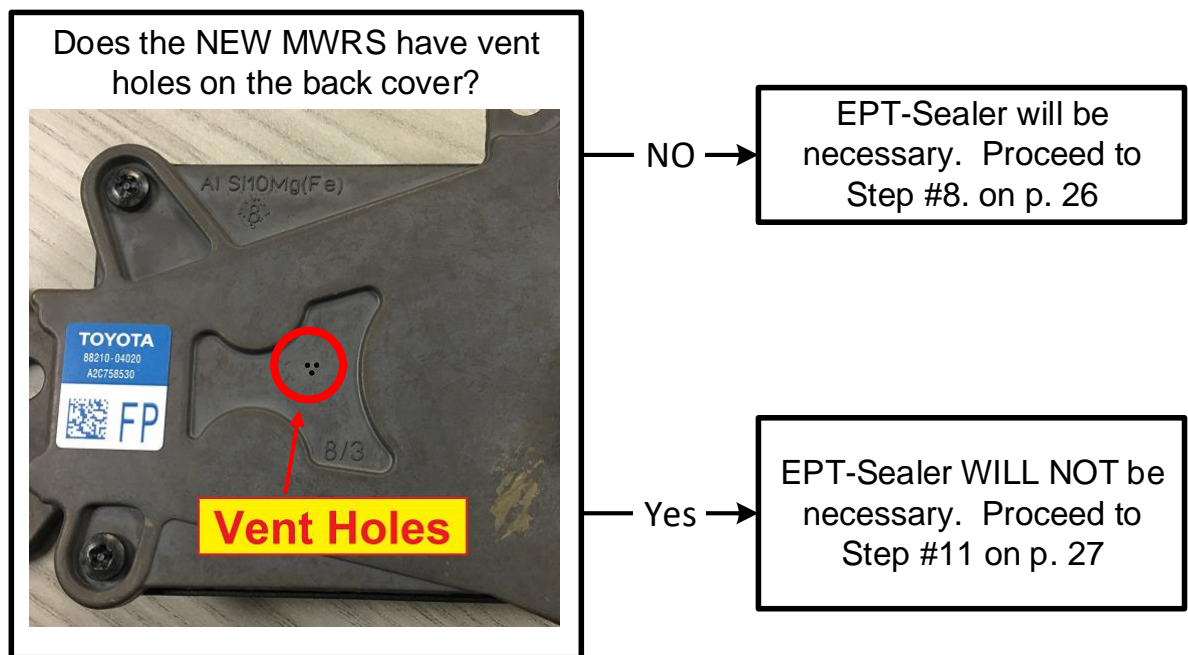 Does the NEW MWRS have vent
holes on the back cover?
Al Si10Mg(Fe)
8
TOYOTA
88210-04020
A2C758530
FP
8/3
Vent Holes
NO
EPT-Sealer will be
necessary. Proceed to
Step #8. on p. 26
Yes
EPT-Sealer WILL NOT be
necessary. Proceed to
Step #11 on p. 27